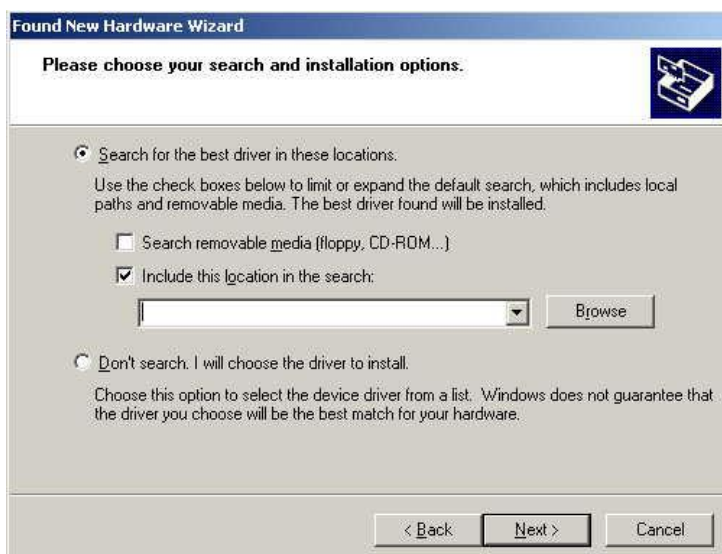 Found New Hardware Wizard
Please choose your search and installation options.
Search for the best driver in these locations.
Use the check boxes below to limit or expand the default search, which includes local
paths and removable media. The best driver found will be installed.
Search removable media (floppy, CD-ROM...)
Include this location in the search:
Browse
Don't search. I will choose the driver to install.
Choose this option to select the device driver from a list. Windows does not guarantee that
the driver you choose will be the best match for your hardware.
< Back Next > Cancel